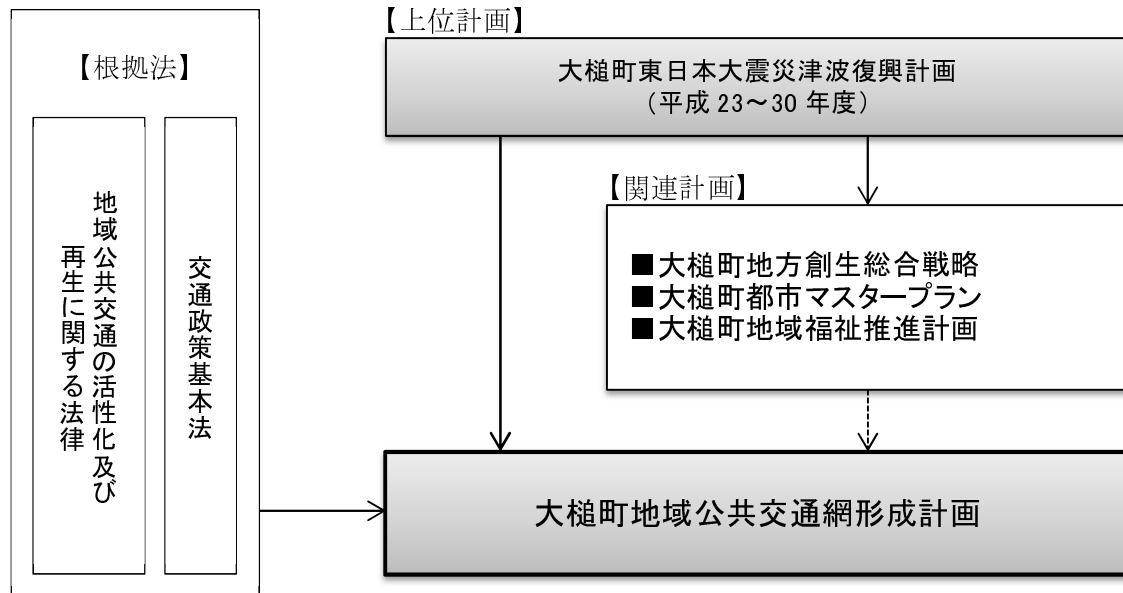 【根拠法】
地域公共交通の活性化及び
再生に関する法律
交通政策基本法
【上位計画】
大槌町東日本大震災津波復興計画
（平成 23～30 年度）
【関連計画】
■大槌町地方創生総合戦略
■大槌町都市マスタープラン
■大槌町地域福祉推進計画
大槌町地域公共交通網形成計画